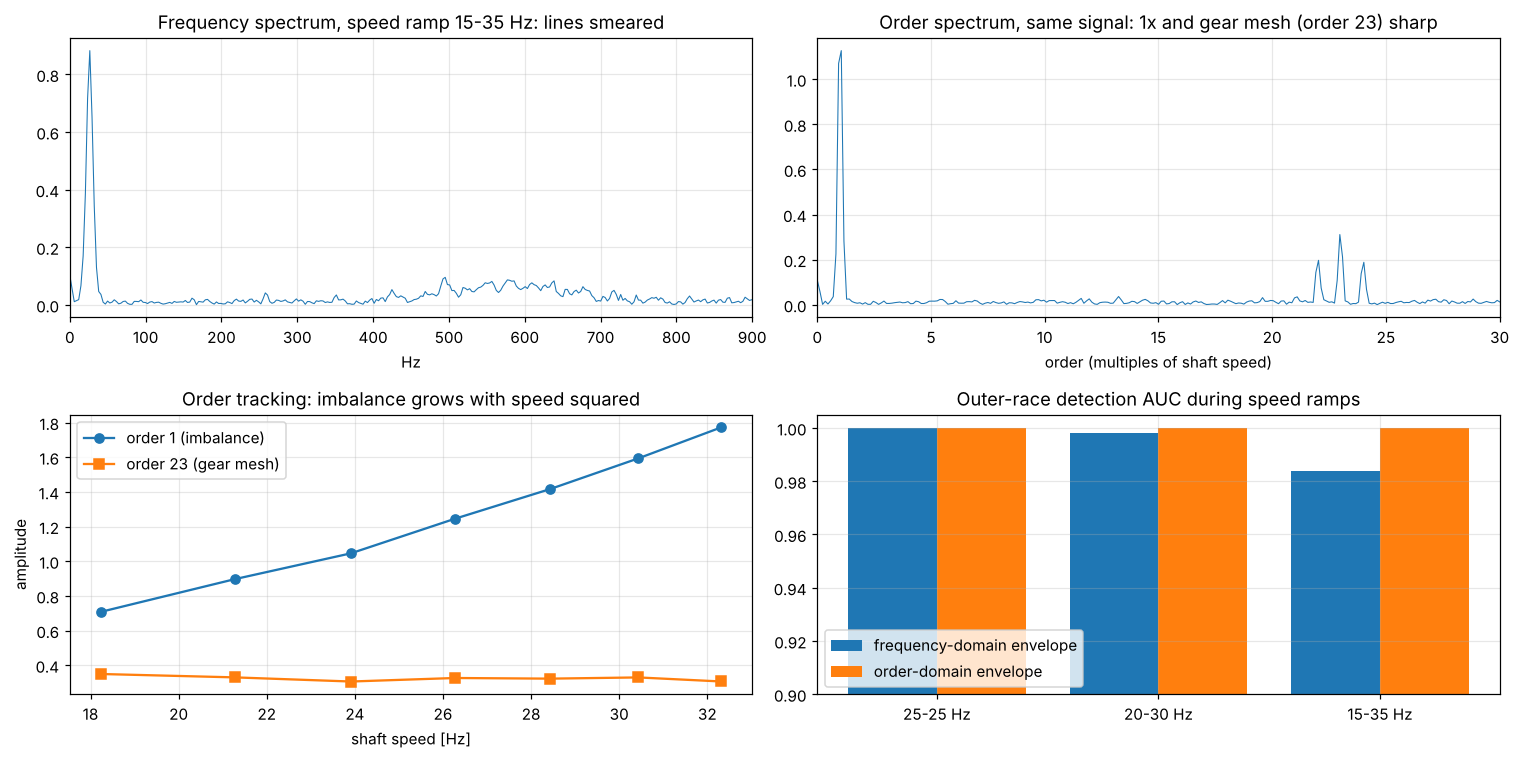 Frequency spectrum, speed ramp 15-35 Hz: lines smeared
0.8
0.6
0.4
0.2
0.0
0 100 200 300 400 500 600 700 800 900
Hz
Order spectrum, same signal: 1x and gear mesh (order 23) sharp
1.0
0.8
0.6
0.4
0.2
0.0
0 5 10 15 20 25 30
order (multiples of shaft speed)
Order tracking: imbalance grows with speed squared
order 1 (imbalance)
order 23 (gear mesh)
amplitude
1.8
1.6
1.4
1.2
1.0
0.8
0.6
0.4
18 20 22 24 26 28 30 32
shaft speed [Hz]
Outer-race detection AUC during speed ramps
1.00
0.98
0.96
0.94
0.92
0.90
frequency-domain envelope
order-domain envelope
25-25 Hz 20-30 Hz 15-35 Hz